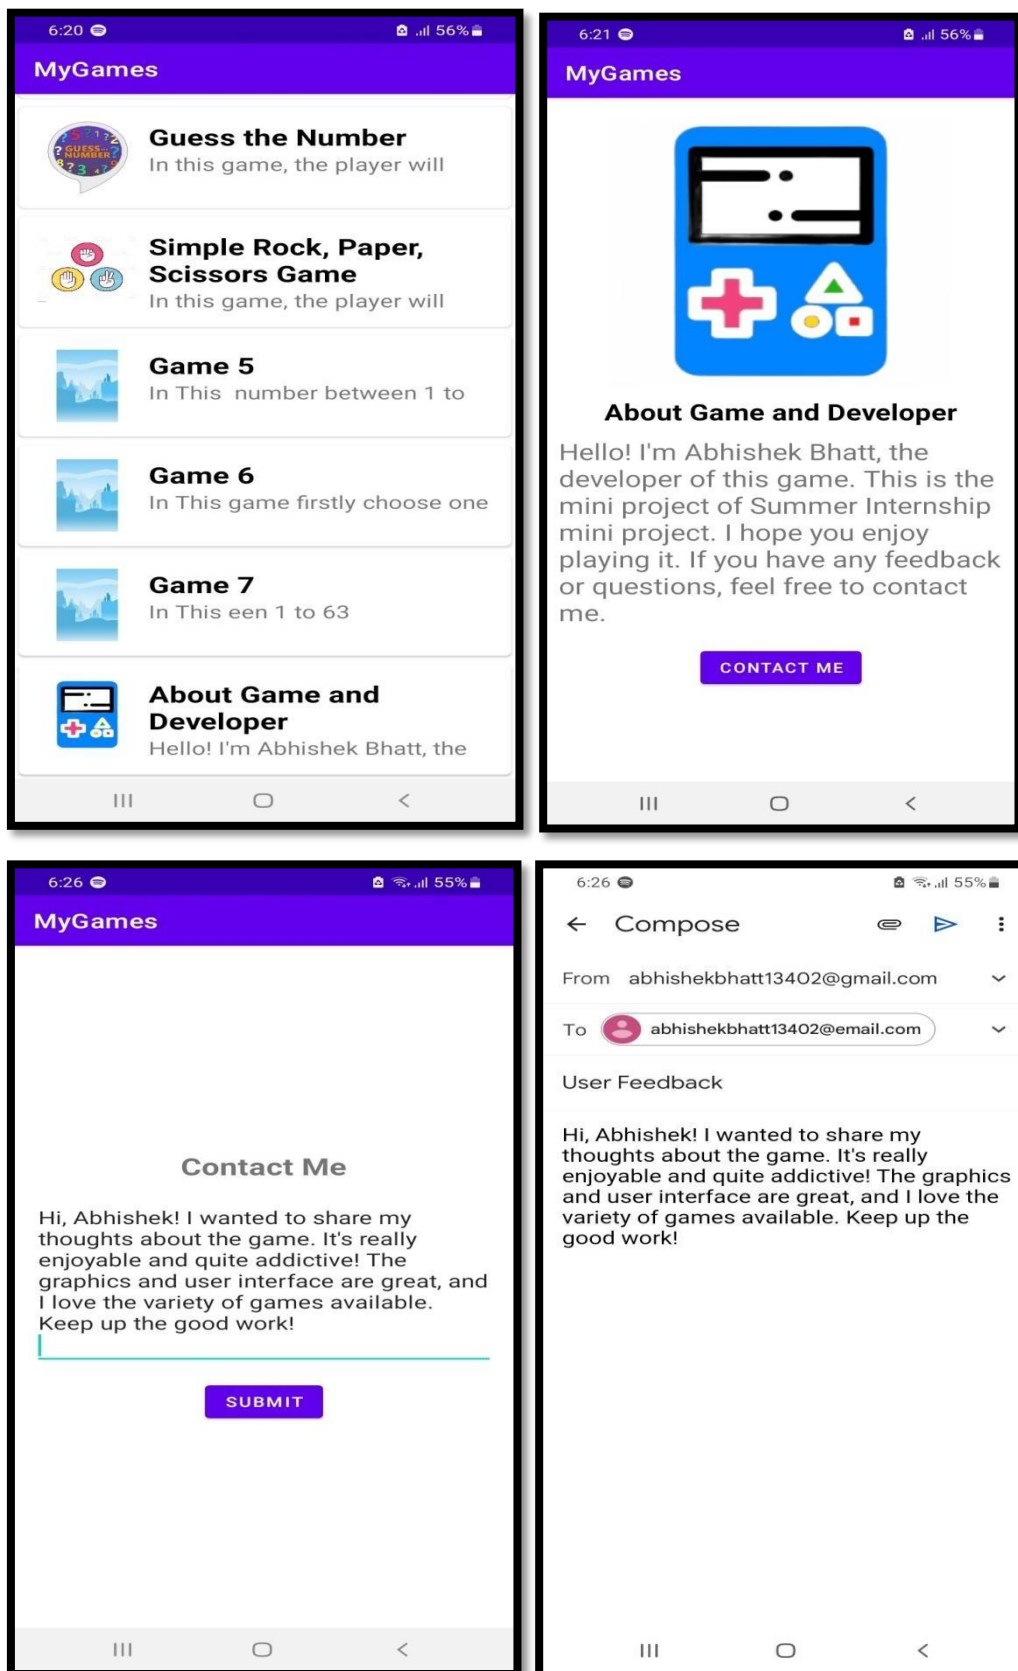 6:20
56%
MyGames
GUESS THE
NUMBER
Guess the Number
In this game, the player will
Simple Rock, Paper,
Scissors Game
In this game, the player will
Game 5
In This  number between 1 to
Game 6
In This game firstly choose one
Game 7
In This een 1 to 63
About Game and
Developer
Hello! I'm Abhishek Bhatt, the
6:21
56%
MyGames
About Game and Developer
Hello! I'm Abhishek Bhatt, the
developer of this game. This is the
mini project of Summer Internship
mini project. I hope you enjoy
playing it. If you have any feedback
or questions, feel free to contact
me.
CONTACT ME
6:26
55%
MyGames
Contact Me
Hi, Abhishek! I wanted to share my
thoughts about the game. It's really
enjoyable and quite addictive! The
graphics and user interface are great, and
I love the variety of games available.
Keep up the good work!
SUBMIT
6:26
55%
Compose
From abhishekbhatt13402@gmail.com
To abhishekbhatt13402@email.com
User Feedback
Hi, Abhishek! I wanted to share my
thoughts about the game. It's really
enjoyable and quite addictive! The graphics
and user interface are great, and I love the
variety of games available. Keep up the
good work!